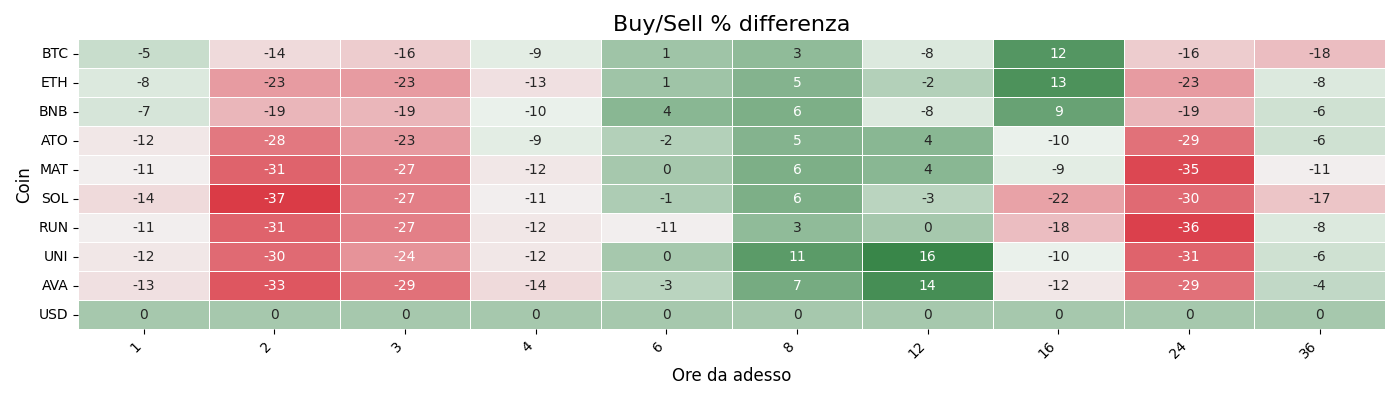 Buy/Sell % differenza
Coin
BTC -5 -14 -16 -9 1 3 -8 12 -16 -18
ETH -8 -23 -23 -13 1 5 -2 13 -23 -8
BNB -7 -19 -19 -10 4 6 -8 9 -19 -6
ATO -12 -28 -23 -9 -2 5 4 -10 -29 -6
MAT -11 -31 -27 -12 0 6 4 -9 -35 -11
SOL -14 -37 -27 -11 -1 6 -3 -22 -30 -17
RUN -11 -31 -27 -12 -11 3 0 -18 -36 -8
UNI -12 -30 -24 -12 0 11 16 -10 -31 -6
AVA -13 -33 -29 -14 -3 7 14 -12 -29 -4
USD 0 0 0 0 0 0 0 0 0 0
1 2 3 4 6 8 12 16 24 36
Ore da adesso